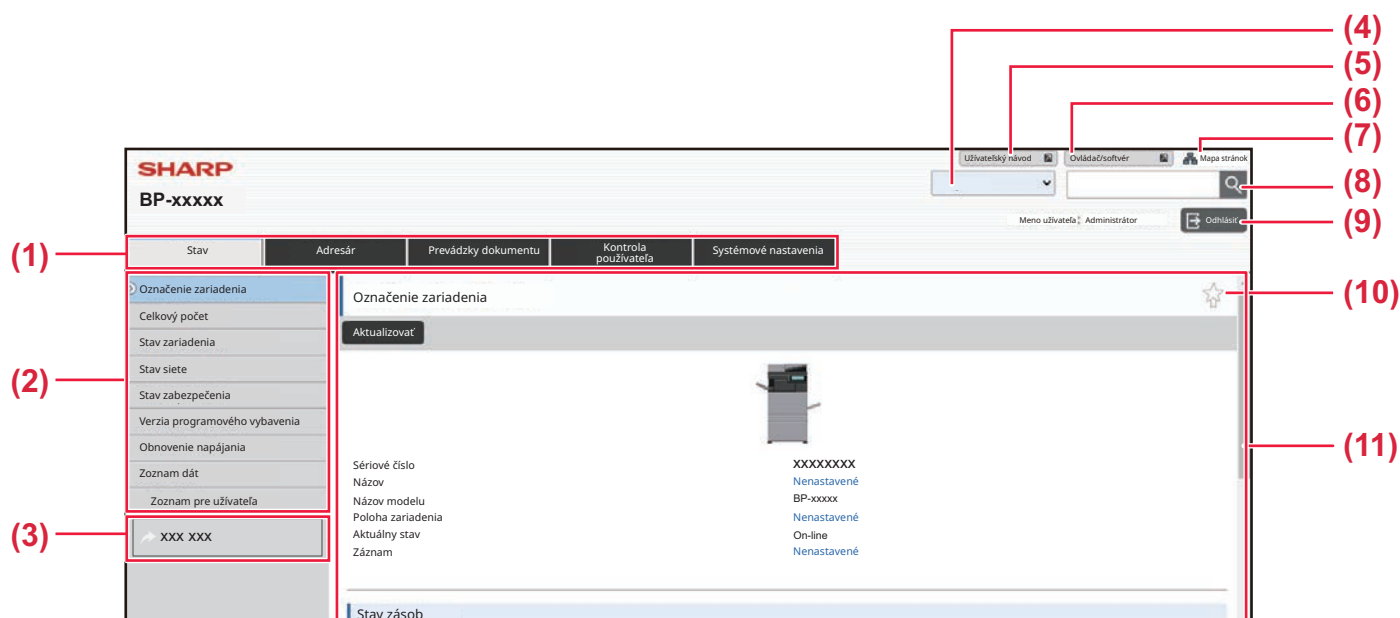 (4)
(5)
(6)
(7)
SHARP
Užívateľský návod Ovládač/softvér Mapa stránok
BP-xxxxx
(8)
Meno užívateľa: Administrátor Odhlásiť
(9)
(1)
Stav Adresár Prevádzky dokumentu Kontrola používateľa Systémové nastavenia
Označenie zariadenia
Celkový počet
Stav zariadenia
Stav siete
(2)
Stav zabezpečenia
Verzia programového vybavenia
Obnovenie napájania
Zoznam dát
Zoznam pre užívateľa
(3)
XXX XXX
Označenie zariadenia
(10)
Aktualizovať
(11)
Sériové číslo XXXXXXXX
Názov Nenastavené
Názov modelu BP-xxxxx
Poloha zariadenia Nenastavené
Aktuálny stav On-line
Záznam Nenastavené
Stav zásob